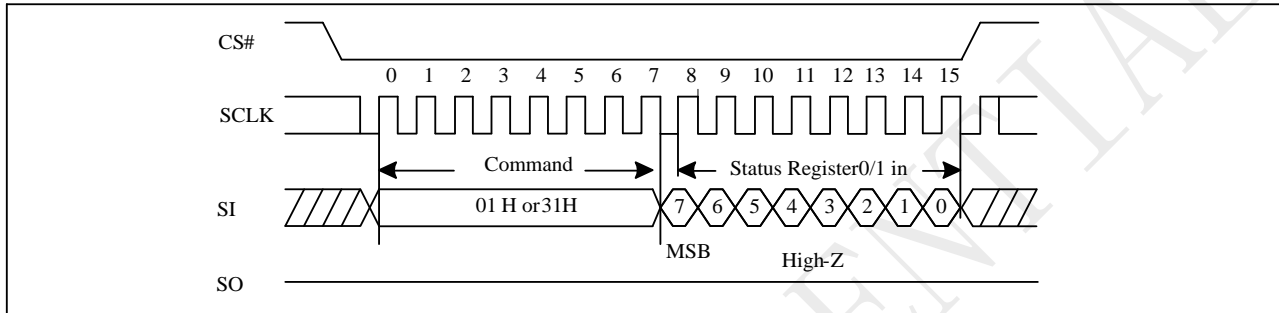 CS#
0 1 2 3 4 5 6 7 8 9 10 11 12 13 14 15
SCLK
Command Status Register0/1 in
SI 01 H or31H 7 6 5 4 3 2 1 0
MSB High-Z
SO